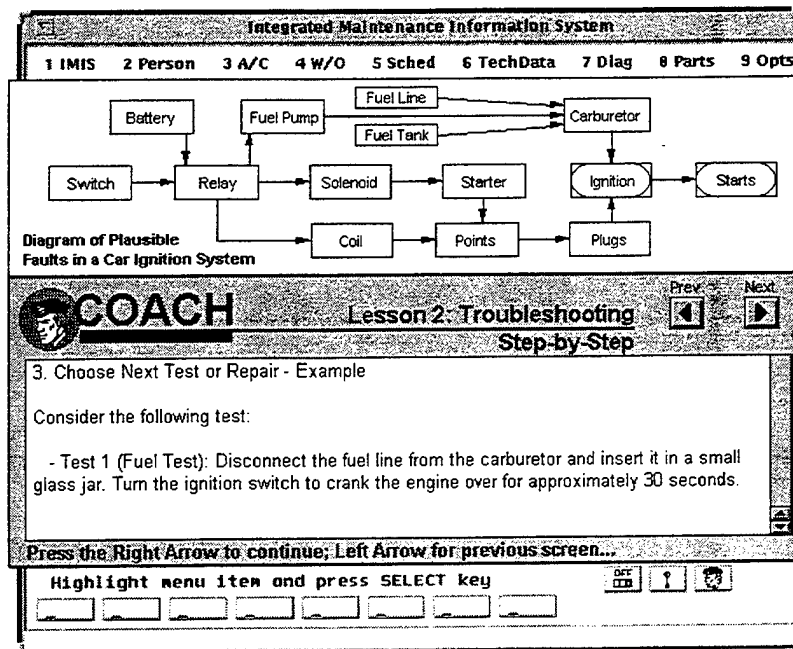 Integrated Maintenance Information System
1 IMIS 2 Person 3 A/C 4 W/O 5 Sched 6 TechData 7 Diag 8 Parts 9 Opts
Fuel Line
Battery Fuel Pump Carburetor
Fuel Tank
Switch Relay Solenoid Starter Ignition Starts
Diagram of Plausible
Faults in a Car Ignition System
Coil Points Plugs
COACH
Lesson 2: Troubleshooting
Step-by-Step
Prev Next
3. Choose Next Test or Repair - Example
Consider the following test:
- Test 1 (Fuel Test): Disconnect the fuel line from the carburetor and insert it in a small
glass jar. Turn the ignition switch to crank the engine over for approximately 30 seconds.
Press the Right Arrow to continue; Left Arrow for previous screen...
Highlight menu item and press SELECT key
OFF